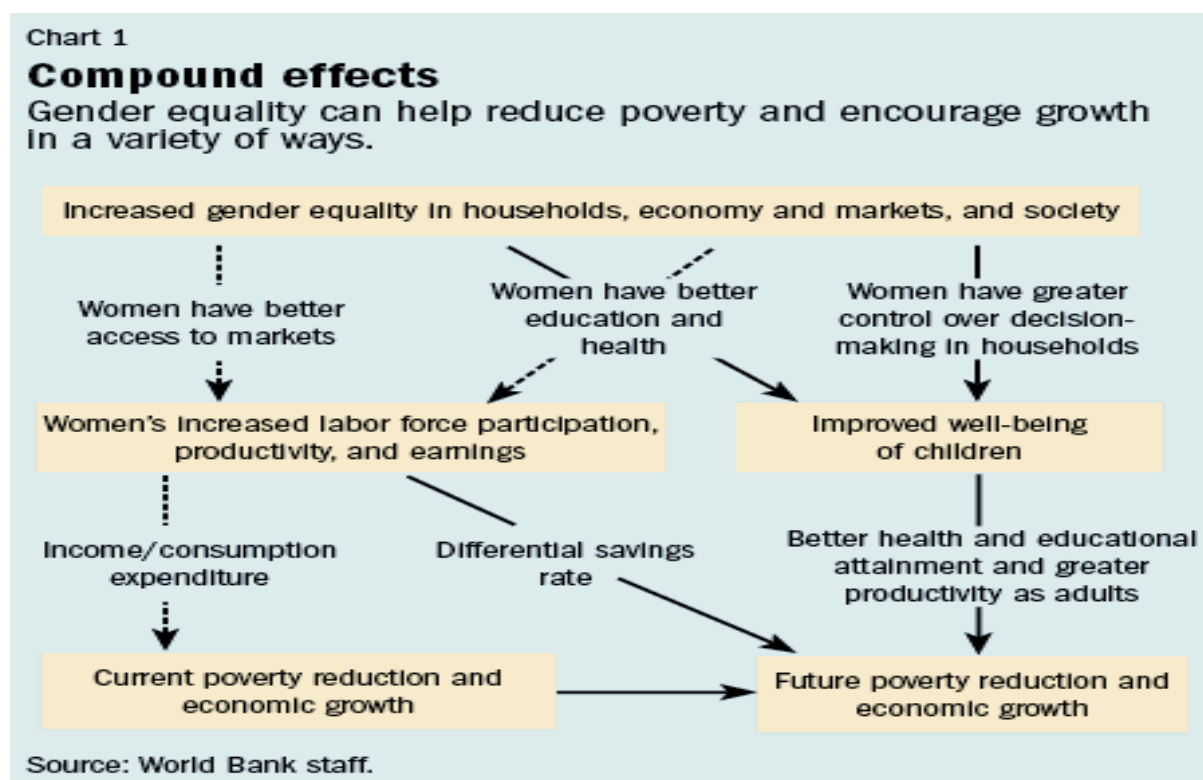 Chart 1
Compound effects
Gender equality can help reduce poverty and encourage growth
in a variety of ways.
Increased gender equality in households, economy and markets, and society
Women have better
access to markets
Women have better
education and
health
Women have greater
control over decision-
making in households
Women's increased labor force participation,
productivity, and earnings
Improved well-being
of children
Income/consumption
expenditure
Differential savings
rate
Better health and educational
attainment and greater
productivity as adults
Current poverty reduction and
economic growth
Future poverty reduction and
economic growth
Source: World Bank staff.